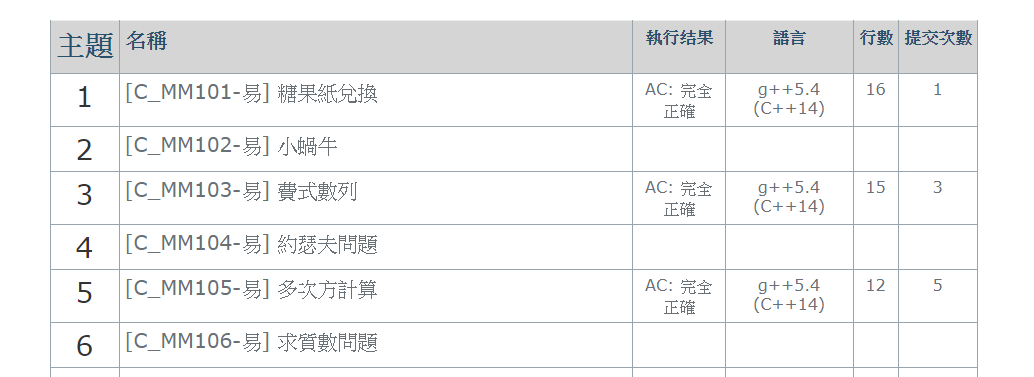 主題 名稱 執行结果 語言 行數 提交次數
1 [C_MM101-易] 糖果紙兌換 AC: 完全 g++5.4 16 1
正確 (C++14)
2 [C_MM102-易] 小蝸牛
3 [C_MM103-易] 費式數列 AC: 完全 g++5.4 15 3
正確 (C++14)
4 [C_MM104-易] 約瑟夫問題
5 [C_MM105-易] 多次方計算 AC: 完全 g++5.4 12 5
正確 (C++14)
6 [C_MM106-易] 求質數問題